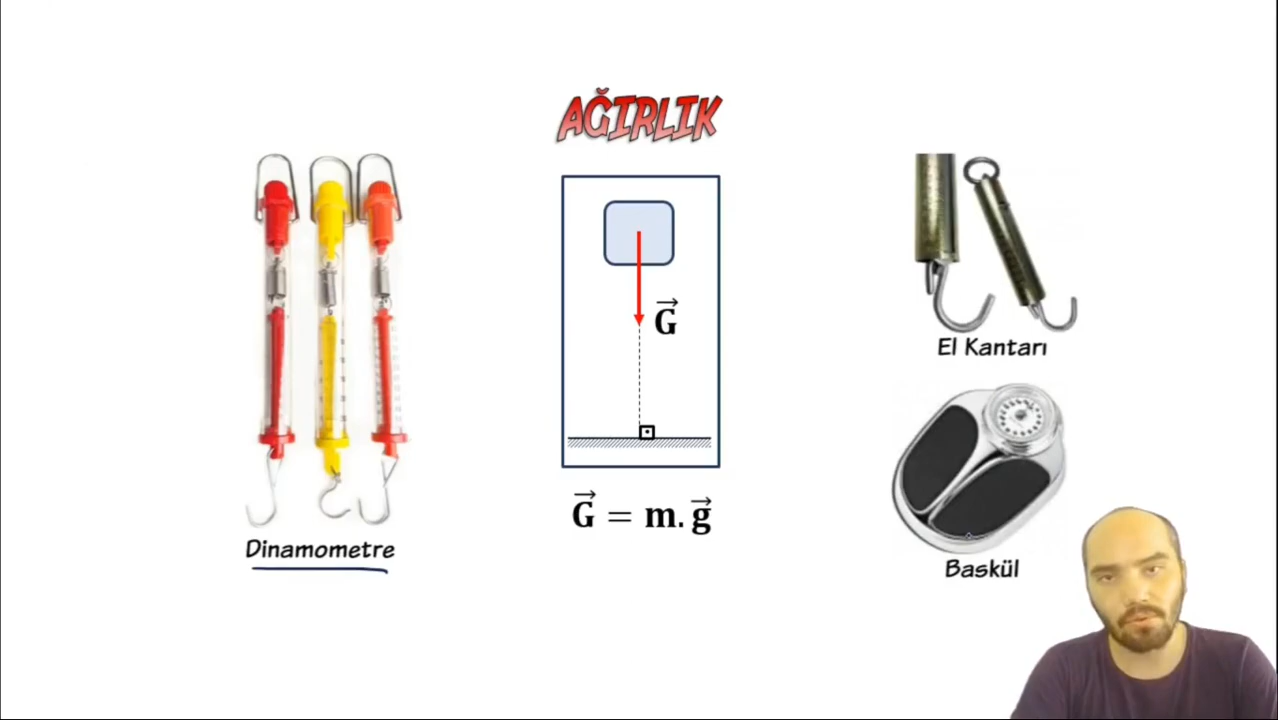 AĞIRLIK
G⃗
El Kantarı
G⃗ = m.g⃗
Dinamometre
Baskül